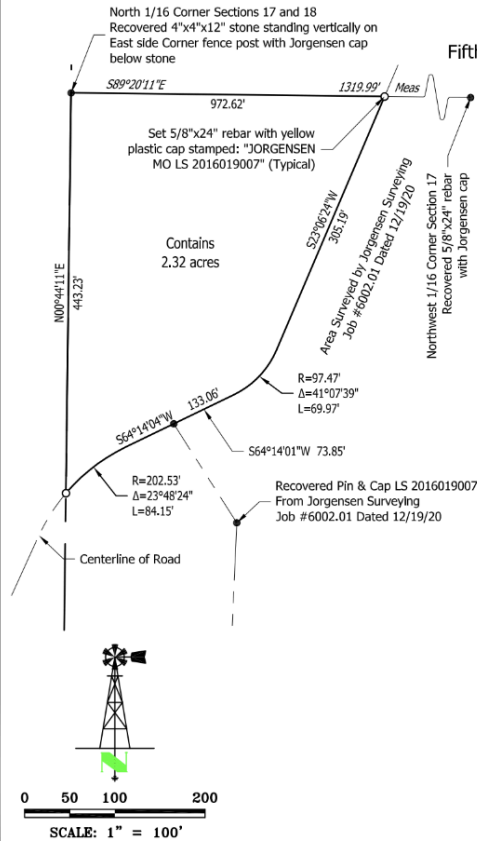 North 1/16 Corner Sections 17 and 18
Recovered 4"x4"x12" stone standing vertically on
East side Corner fence post with Jorgensen cap
below stone
Fifth
S89°20'11"E
1319.99'
Meas
972.62'
Set 5/8"x24" rebar with yellow
plastic cap stamped: "JORGENSEN
MO LS 2016019007" (Typical)
Northwest 1/16 Corner Section 17
Recovered 5/8"x24" rebar
with Jorgensen cap
S23°06'24"W
305.19'
Area Surveyed by Jorgensen Surveying
Job #6002.01 Dated 12/19/20
Contains
2.32 acres
N00°44'11"E
443.23'
R=97.47'
Δ=41°07'39"
L=69.97'
S64°14'04"W
133.06'
S64°14'01"W 73.85'
R=202.53'
Δ=23°48'24"
L=84.15'
Recovered Pin & Cap LS 2016019007
From Jorgensen Surveying
Job #6002.01 Dated 12/19/20
Centerline of Road
N
0 50 100 200
SCALE: 1" = 100'